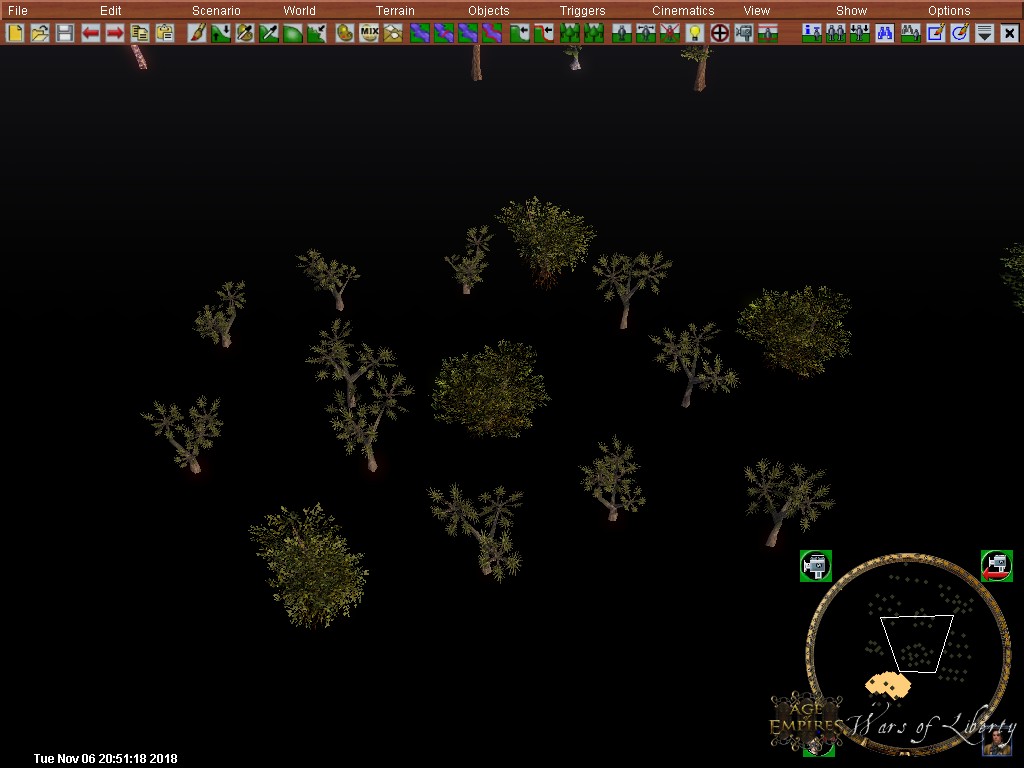 File Edit Scenario World Terrain Objects Triggers Cinematics View Show Options
MIX
AGE OF EMPIRES Wars of Liberty
Tue Nov 06 20:51:18 2018